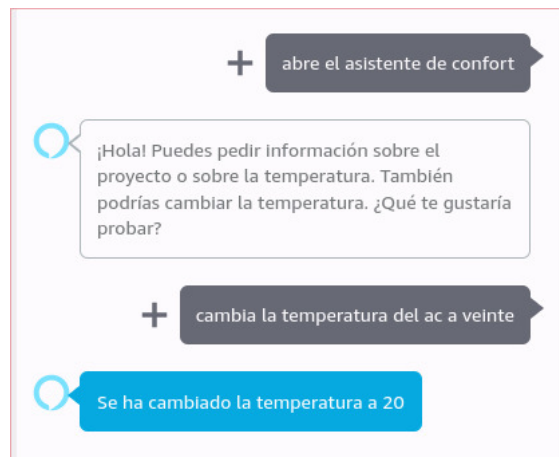 abre el asistente de confort
¡Hola! Puedes pedir información sobre el
proyecto o sobre la temperatura. También
podrías cambiar la temperatura. ¿Qué te gustaría
probar?
cambia la temperatura del ac a veinte
Se ha cambiado la temperatura a 20